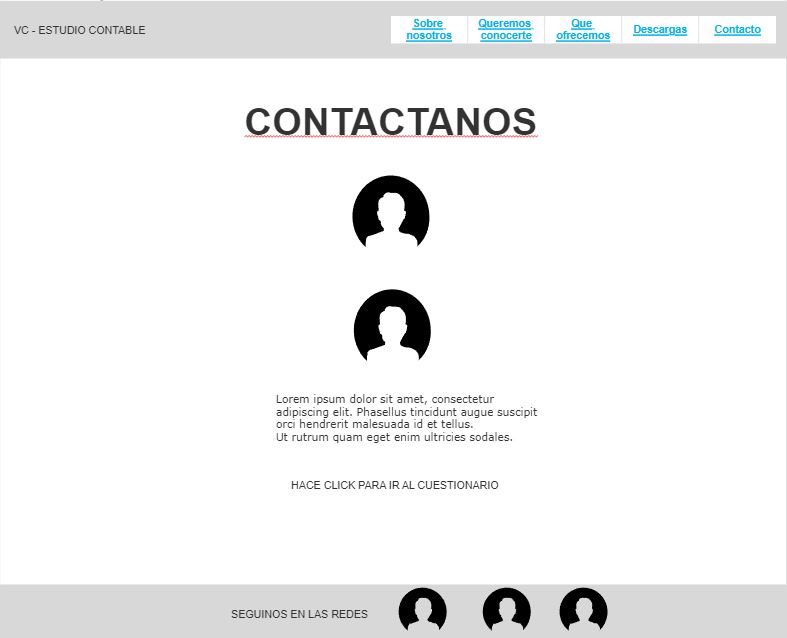 VC - ESTUDIO CONTABLE
Sobre
nosotros
Queremos
conocerte
Que
ofrecemos
Descargas
Contacto
CONTACTANOS
Lorem ipsum dolor sit amet, consectetur
adipiscing elit. Phasellus tincidunt augue suscipit
orci hendrerit malesuada id et tellus.
Ut rutrum quam eget enim ultricies sodales.
HACE CLICK PARA IR AL CUESTIONARIO
SEGUINOS EN LAS REDES